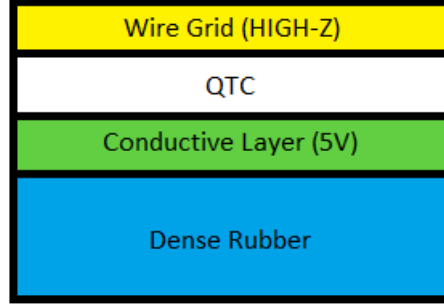 Wire Grid (HIGH-Z)
QTC
Conductive Layer (5V)
Dense Rubber